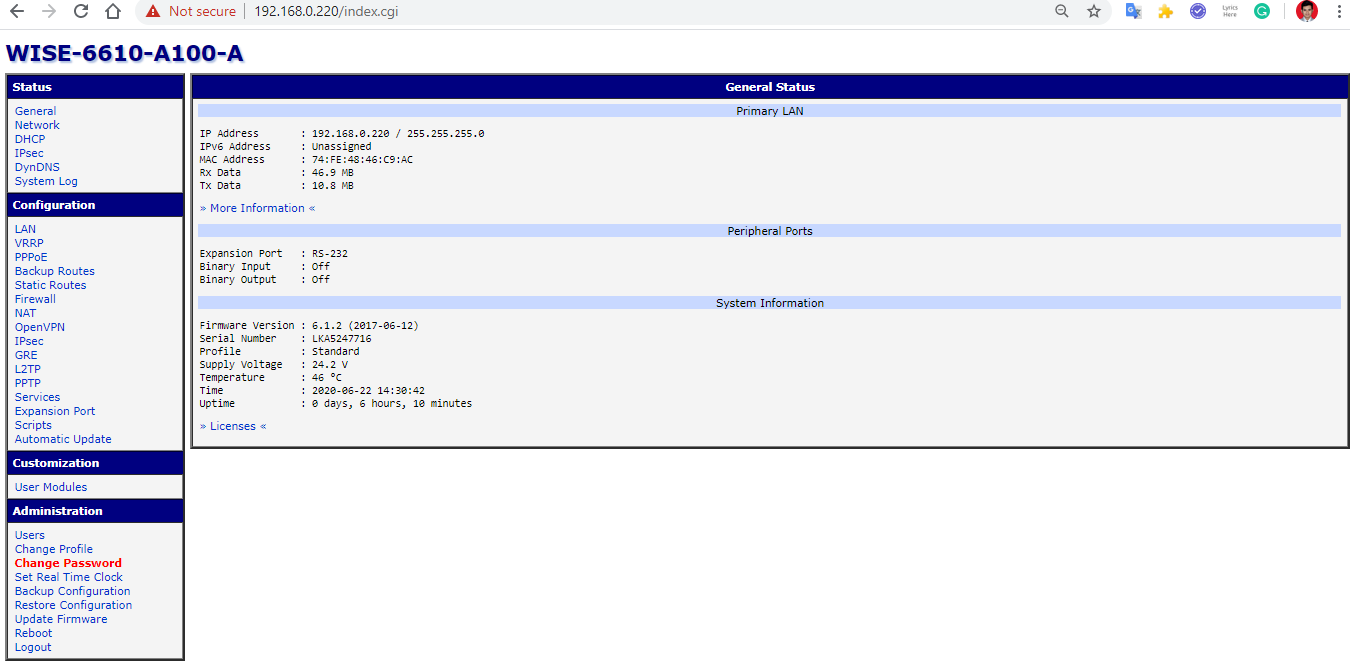 Not secure | 192.168.0.220/index.cgi
Lyrics
Here
WISE-6610-A100-A
Status
General
Network
DHCP
IPsec
DynDNS
System Log
Configuration
LAN
VRRP
PPPoE
Backup Routes
Static Routes
Firewall
NAT
OpenVPN
IPsec
GRE
L2TP
PPTP
Services
Expansion Port
Scripts
Automatic Update
Customization
User Modules
Administration
Users
Change Profile
Change Password
Set Real Time Clock
Backup Configuration
Restore Configuration
Update Firmware
Reboot
Logout
General Status
Primary LAN
IP Address : 192.168.0.220 / 255.255.255.0
IPv6 Address : Unassigned
MAC Address : 74:FE:48:46:C9:AC
Rx Data : 46.9 MB
Tx Data : 10.8 MB
» More Information «
Peripheral Ports
Expansion Port : RS-232
Binary Input : Off
Binary Output : Off
System Information
Firmware Version : 6.1.2 (2017-06-12)
Serial Number : LKA5247716
Profile : Standard
Supply Voltage : 24.2 V
Temperature : 46 °C
Time : 2020-06-22 14:30:42
Uptime : 0 days, 6 hours, 10 minutes
» Licenses «